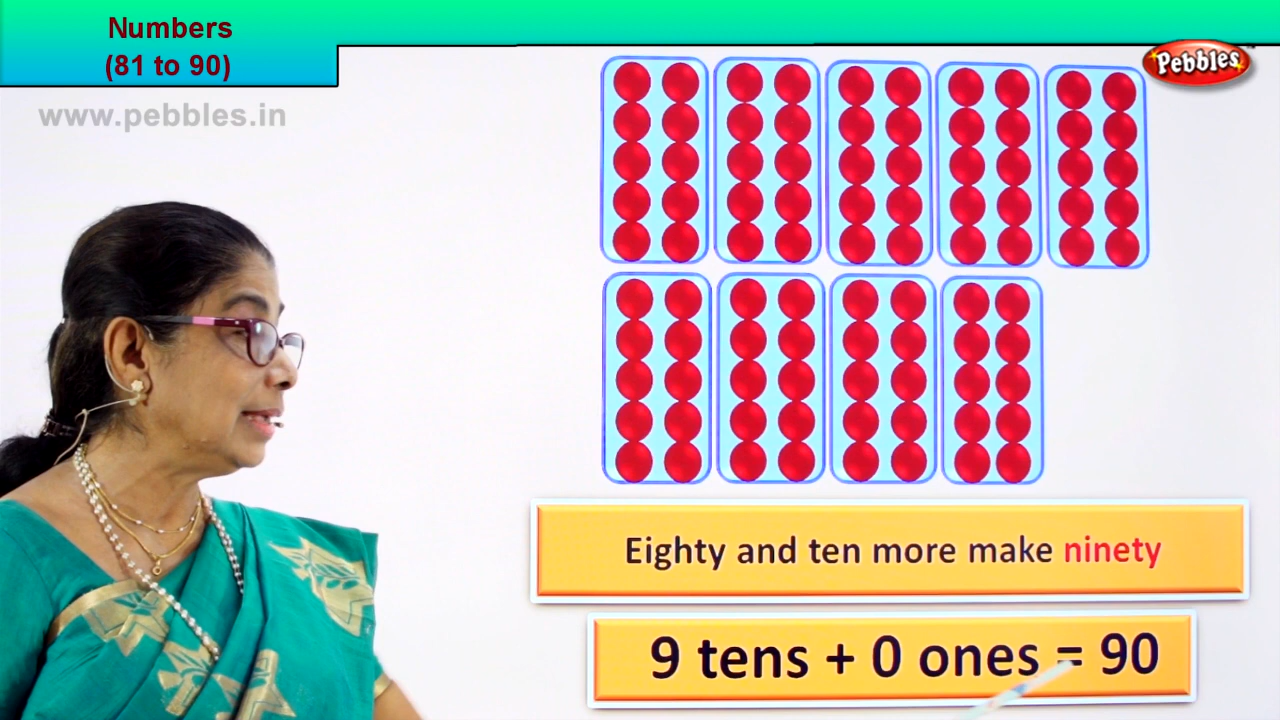 Numbers
(81 to 90)
Pebbles
www.pebbles.in
Eighty and ten more make ninety
9 tens + 0 ones = 90